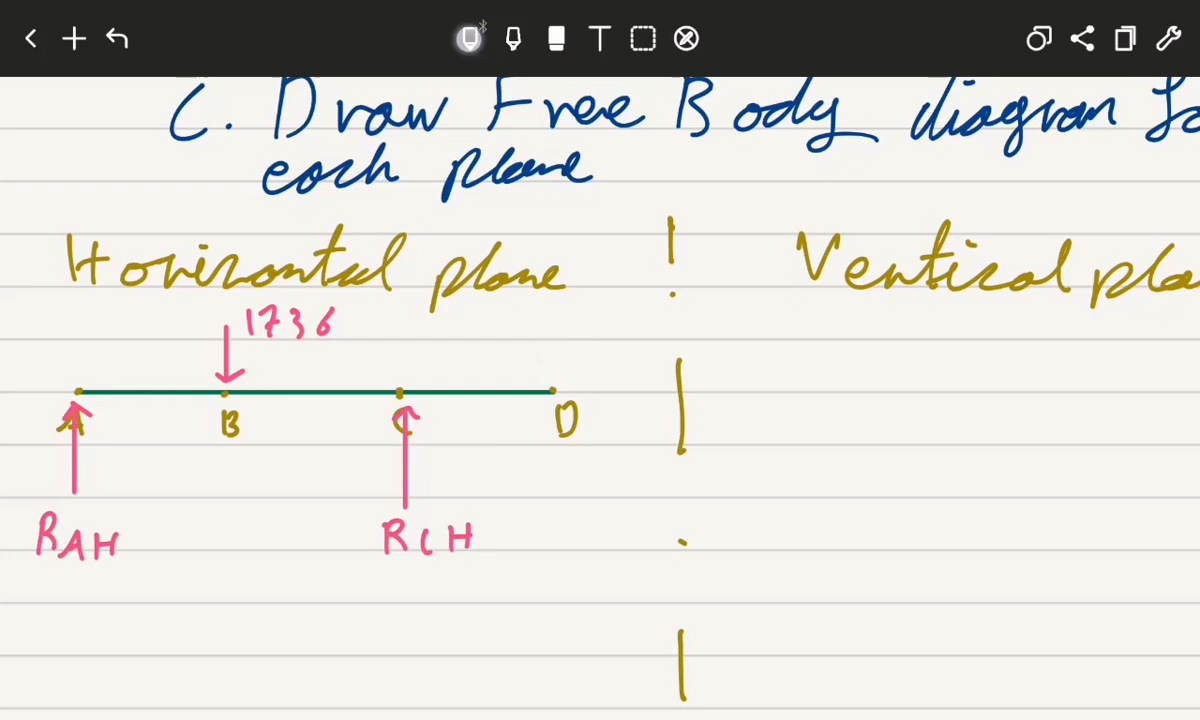 C. Draw Free Body diagram
each plane
Horizontal plane
Vertical
1736
A B C D
RAH RCH